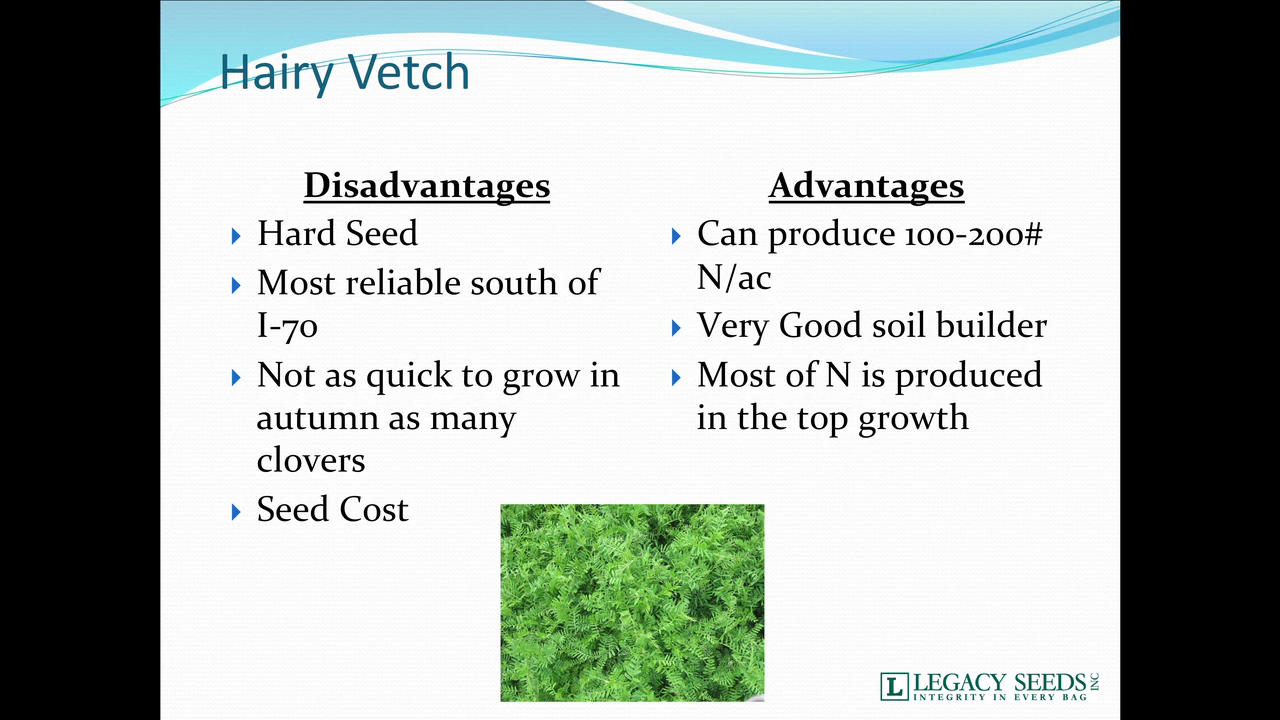 Hairy Vetch
Disadvantages
Hard Seed
Most reliable south of
I-70
Not as quick to grow in
autumn as many
clovers
Seed Cost
Advantages
Can produce 100-200#
N/ac
Very Good soil builder
Most of N is produced
in the top growth
L LEGACY SEEDS INC
INTEGRITY IN EVERY BAG